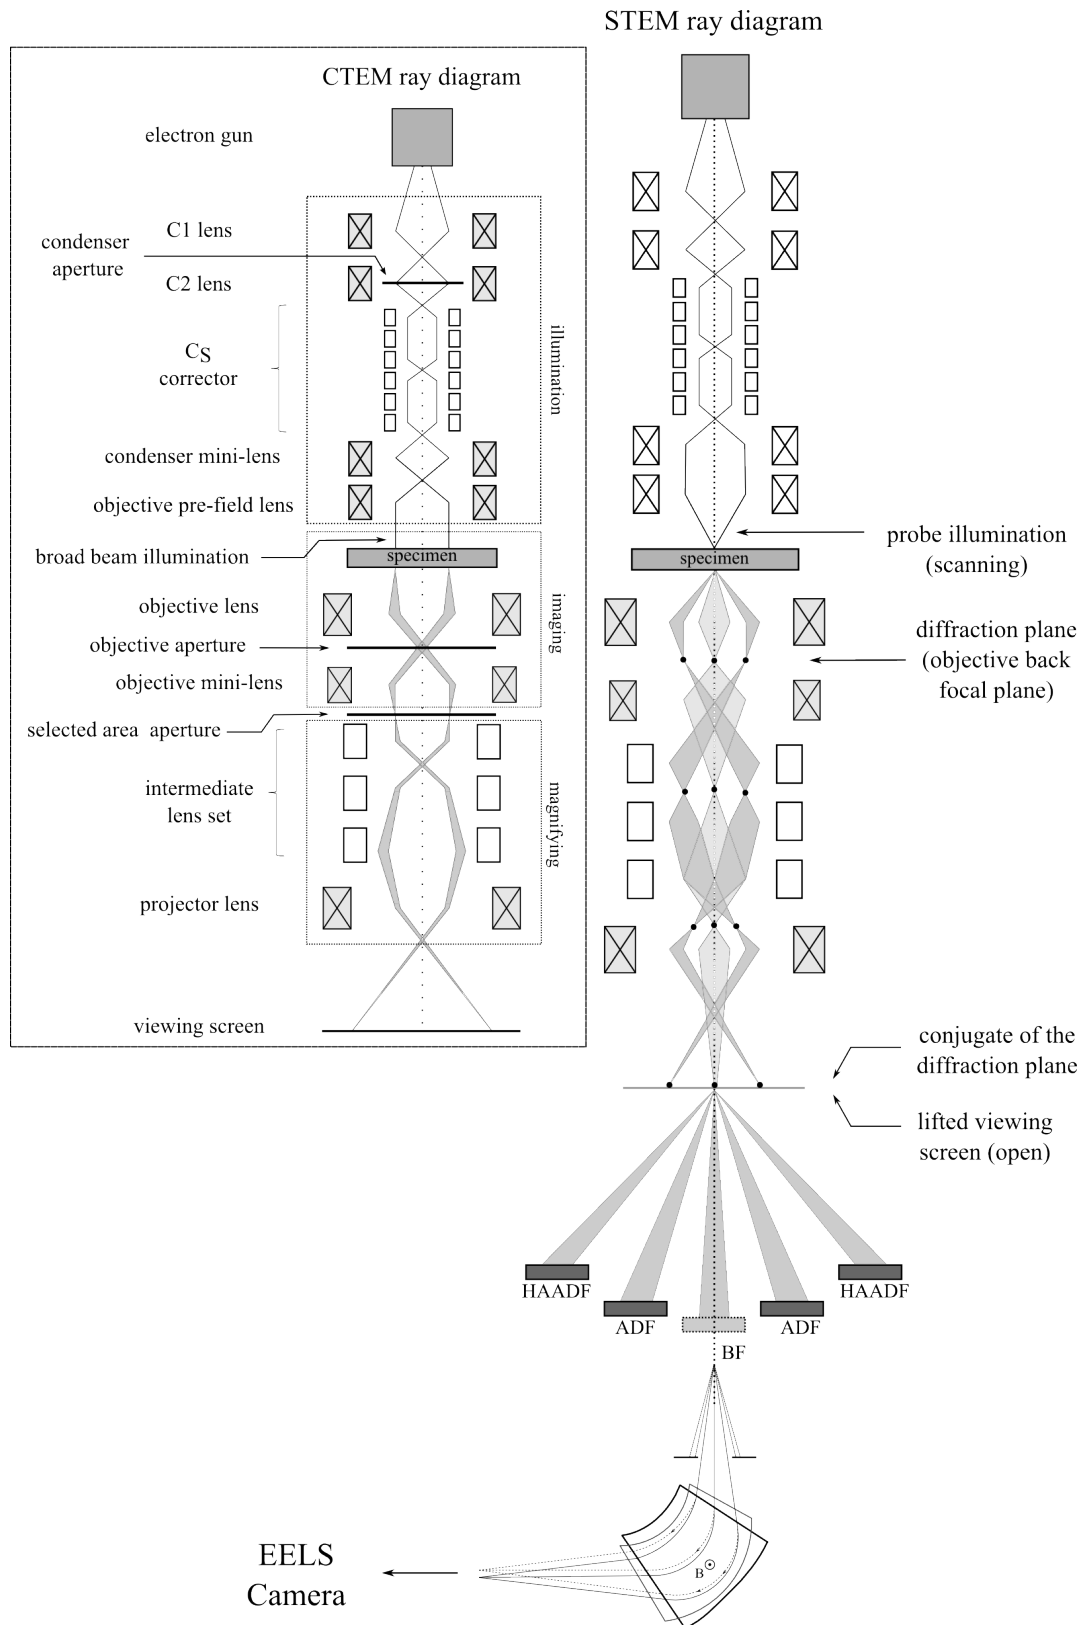 STEM ray diagram
CTEM ray diagram
electron gun
C1 lens
condenser
aperture
C2 lens
CS
corrector
condenser mini-lens
objective pre-field lens
illumination
broad beam illumination
specimen
objective lens
objective aperture
objective mini-lens
imaging
selected area aperture
intermediate
lens set
projector lens
magnifying
viewing screen
probe illumination
(scanning)
specimen
diffraction plane
(objective back
focal plane)
conjugate of the
diffraction plane
lifted viewing
screen (open)
HAADF
HAADF
ADF
ADF
BF
B
EELS
Camera